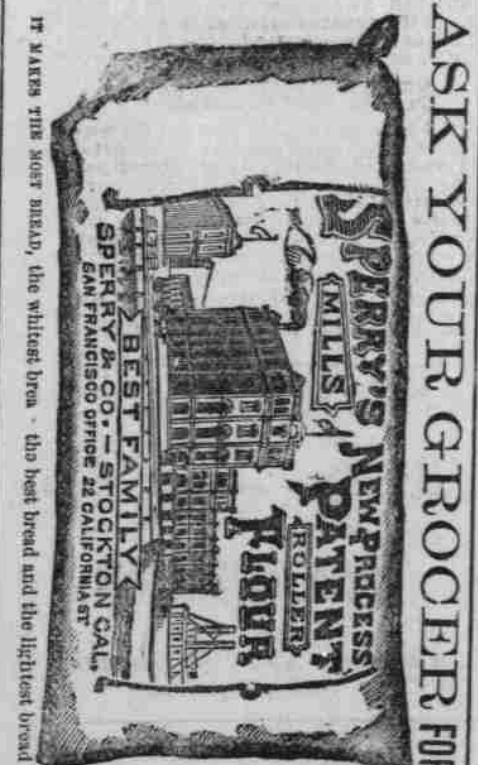 ASK YOUR GROCER FOR
SPERRY'S NEW PROCESS
MILLS PATENT
ROLLER
FLOUR
BEST FAMILY
SPERRY & CO. — STOCKTON CAL.
SAN FRANCISCO OFFICE 22 CALIFORNIA ST
IT MAKES THE MOST BREAD, the whitest brea - the best bread and the lightest bread